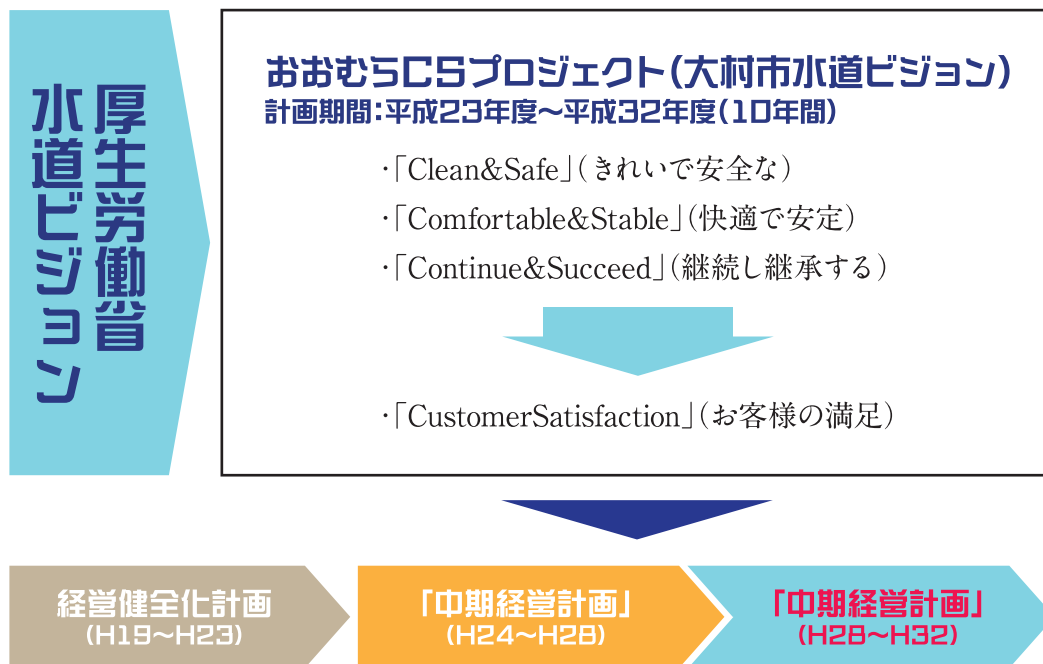 厚生労働省
水道ビジョン
おおむらCSプロジェクト(大村市水道ビジョン)
計画期間:平成23年度〜平成32年度(10年間)
・「Clean&Safe」(きれいで安全な)
・「Comfortable&Stable」(快適で安定)
・「Continue&Succeed」(継続し継承する)
・「CustomerSatisfaction」(お客様の満足)
経営健全化計画
(H19〜H23)
「中期経営計画」
(H24〜H28)
「中期経営計画」
(H28〜H32)